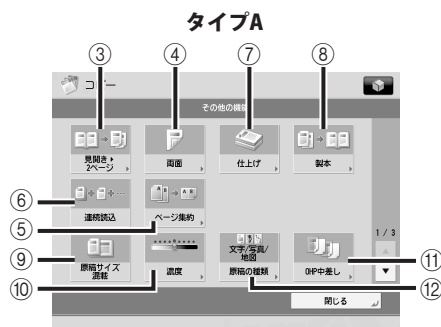 タイプA
③ ④ ⑦ ⑧
コピー
その他の機能
見開き▶
2ページ
両面
仕上げ
製本
⑥
連続読込
⑤
ページ集約
A B
1 / 3
⑨
原稿サイズ
混載
⑩
濃度
文字/写真/
地図
原稿の種類
⑫
OHP中差し
⑪
閉じる